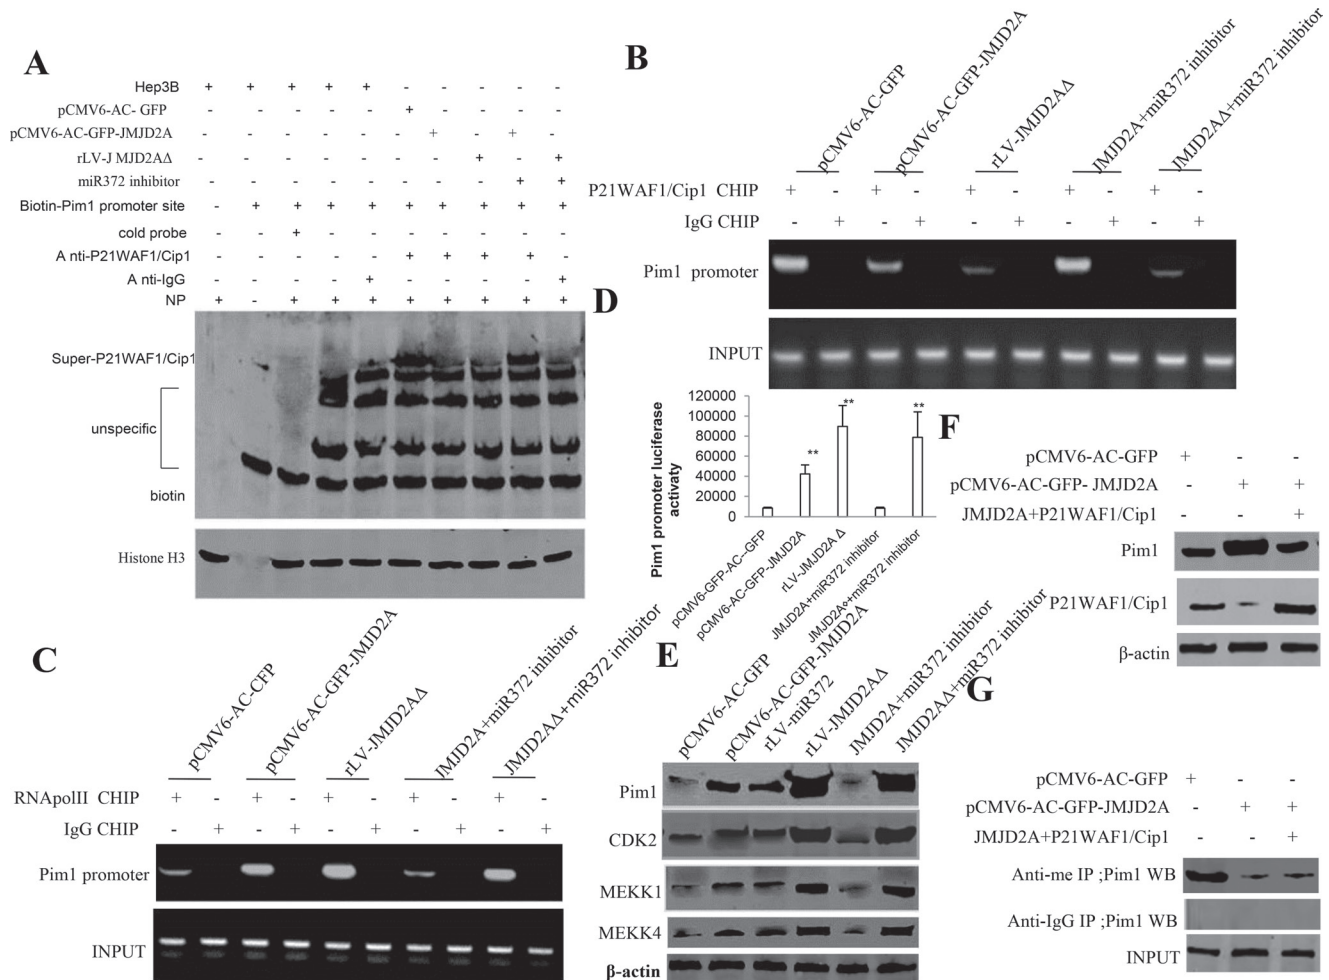 A
Hep3B + + + + + - - - - -
pCMV6-AC- GFP - - - - - + - - - -
pCMV6-AC-GFP-JMJD2A - - - - - - + - + -
rLV-J MJD2AΔ - - - - - - - + - +
miR372 inhibitor - - - - - - - - + +
Biotin-Pim1 promoter site - + + + + + + + + +
cold probe - - + - - - - - - -
A nti-P21WAF1/Cip1 - - - - - + + + + -
A nti-IgG - - - - + - - - - +
NP + - + + + + + + + +
Super-P21WAF1/Cip1
unspecific
biotin
Histone H3
B
pCMV6-AC-GFP
pCMV6-AC-GFP-JMJD2A
rLV-JMJD2AΔ
JMJD2A+miR372 inhibitor
JMJD2AΔ+miR372 inhibitor
P21WAF1/Cip1 CHIP + - + - + - + - + -
IgG CHIP - + - + - + - + - +
Pim1 promoter
INPUT
C
pCMV6-AC-CFP
pCMV6-AC-GFP-JMJD2A
rLV-JMJD2AΔ
JMJD2A+miR372 inhibitor
JMJD2AΔ+miR372 inhibitor
RNApolII CHIP + - + - + - + - + -
IgG CHIP - + - + - + - + - +
Pim1 promoter
INPUT
D
Pim1 promoter luciferase
activaty
120000
100000
80000
60000
40000
20000
0
** ** **
pCMV6-GFP-AC--GFP
pCMV6-AC-GFP-JMJD2A
rLV-JMJD2AΔ
JMJD2A+miR372 inhibitor
JMJD2A∘+miR372 inhibitor
E
pCMV6-AC-GFP
pCMV6-AC-GFP-JMJD2A
rLV-miR372
rLV-JMJD2AΔ
JMJD2A+miR372 inhibitor
JMJD2AΔ+miR372 inhibitor
Pim1
CDK2
MEKK1
MEKK4
β-actin
F
pCMV6-AC-GFP + - -
pCMV6-AC-GFP- JMJD2A - + +
JMJD2A+P21WAF1/Cip1 - - +
Pim1
P21WAF1/Cip1
β-actin
G
pCMV6-AC-GFP + - -
pCMV6-AC-GFP-JMJD2A - + +
JMJD2A+P21WAF1/Cip1 - - +
Anti-me IP ;Pim1 WB
Anti-IgG IP ;Pim1 WB
INPUT